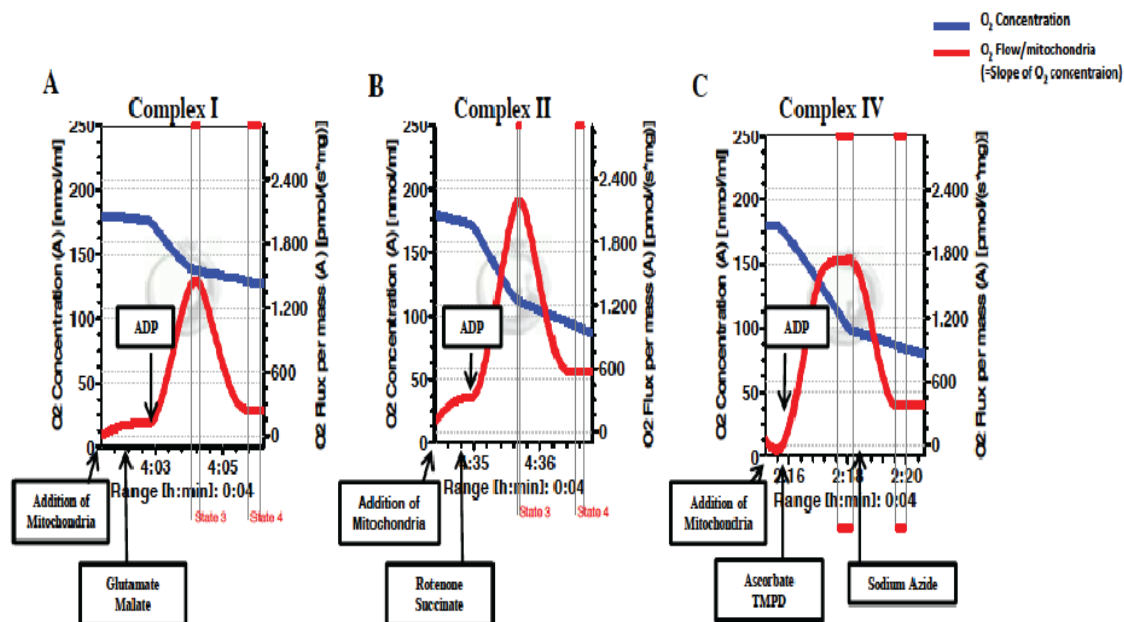 O₂ Concentration
O₂ Flow/mitochondria
(=Slope of O₂ concentraion)
A
Complex I
O2 Concentration (A) [nmol/ml]
250
200
150
100
50
0
O2 Flux per mass (A) [pmol/(s*mg)]
2.400
1.800
1.200
600
0
ADP
4:03
4:05
Range [h:min]: 0:04
State 3
State 4
Addition of
Mitochondria
Glutamate
Malate
B
Complex II
O2 Concentration (A) [nmol/ml]
250
200
150
100
50
0
O2 Flux per mass (A) [pmol/(s*mg)]
2.400
1.800
1.200
600
0
ADP
4:35
4:36
Range [h:min]: 0:04
State 3
State 4
Addition of
Mitochondria
Rotenone
Succinate
C
Complex IV
O2 Concentration (A) [nmol/ml]
250
200
150
100
50
0
O2 Flux per mass (A) [pmol/(s*mg)]
2.400
1.800
1.200
600
0
ADP
2:16
2:18
2:20
Range [h:min]: 0:04
Addition of
Mitochondria
Ascorbate
TMPD
Sodium Azide